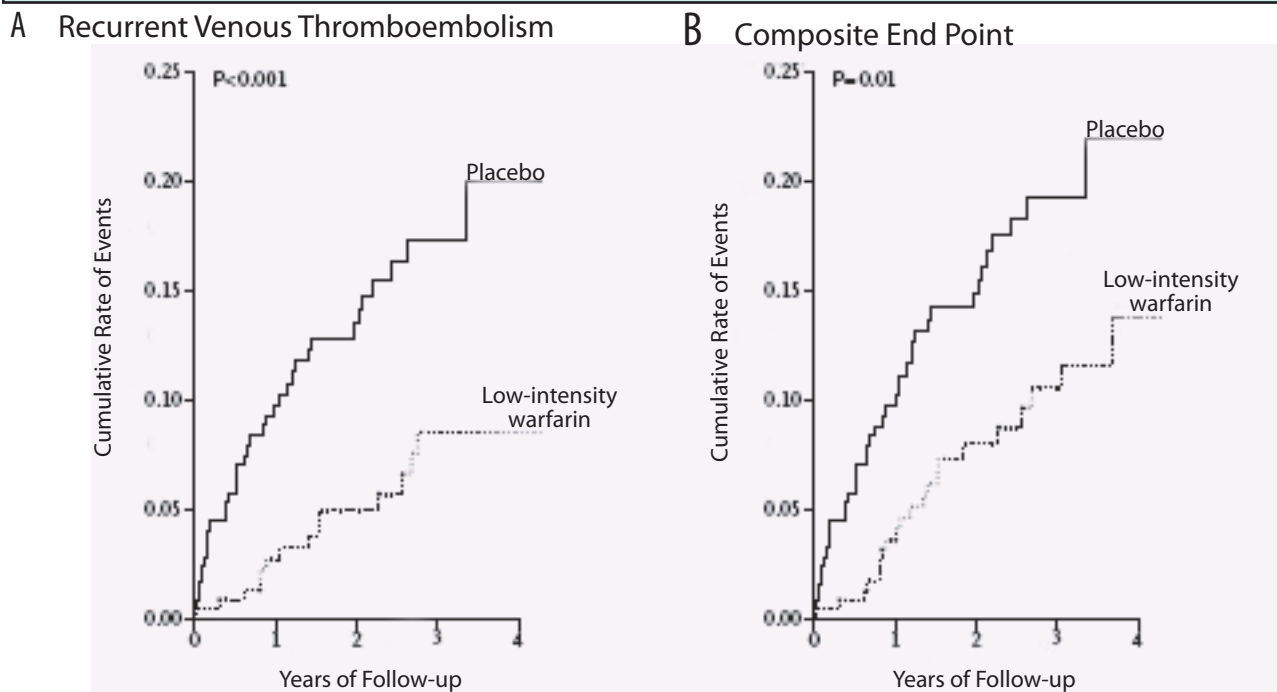 A Recurrent Venous Thromboembolism
P<0.001
0.25
0.20
0.15
0.10
0.05
0.00
Cumulative Rate of Events
Placebo
Low-intensity
warfarin
0 1 2 3 4
Years of Follow-up
B Composite End Point
P=0.01
0.25
0.20
0.15
0.10
0.05
0.00
Cumulative Rate of Events
Placebo
Low-intensity
warfarin
0 1 2 3 4
Years of Follow-up